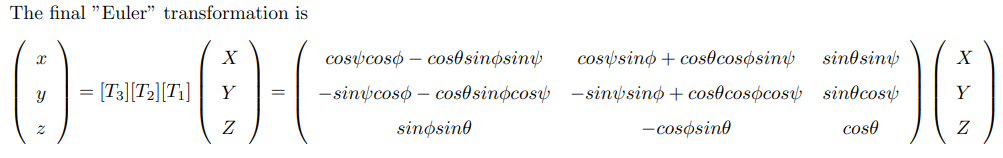 The final ”Euler” transformation is
x = [T₃][T₂][T₁] X = cosψcosϕ − cosθsinϕsinψ cosψsinϕ + cosθcosϕsinψ sinθsinψ X
y Y −sinψcosϕ − cosθsinϕcosψ −sinψsinϕ + cosθcosϕcosψ sinθcosψ Y
z Z sinϕsinθ −cosϕsinθ cosθ Z